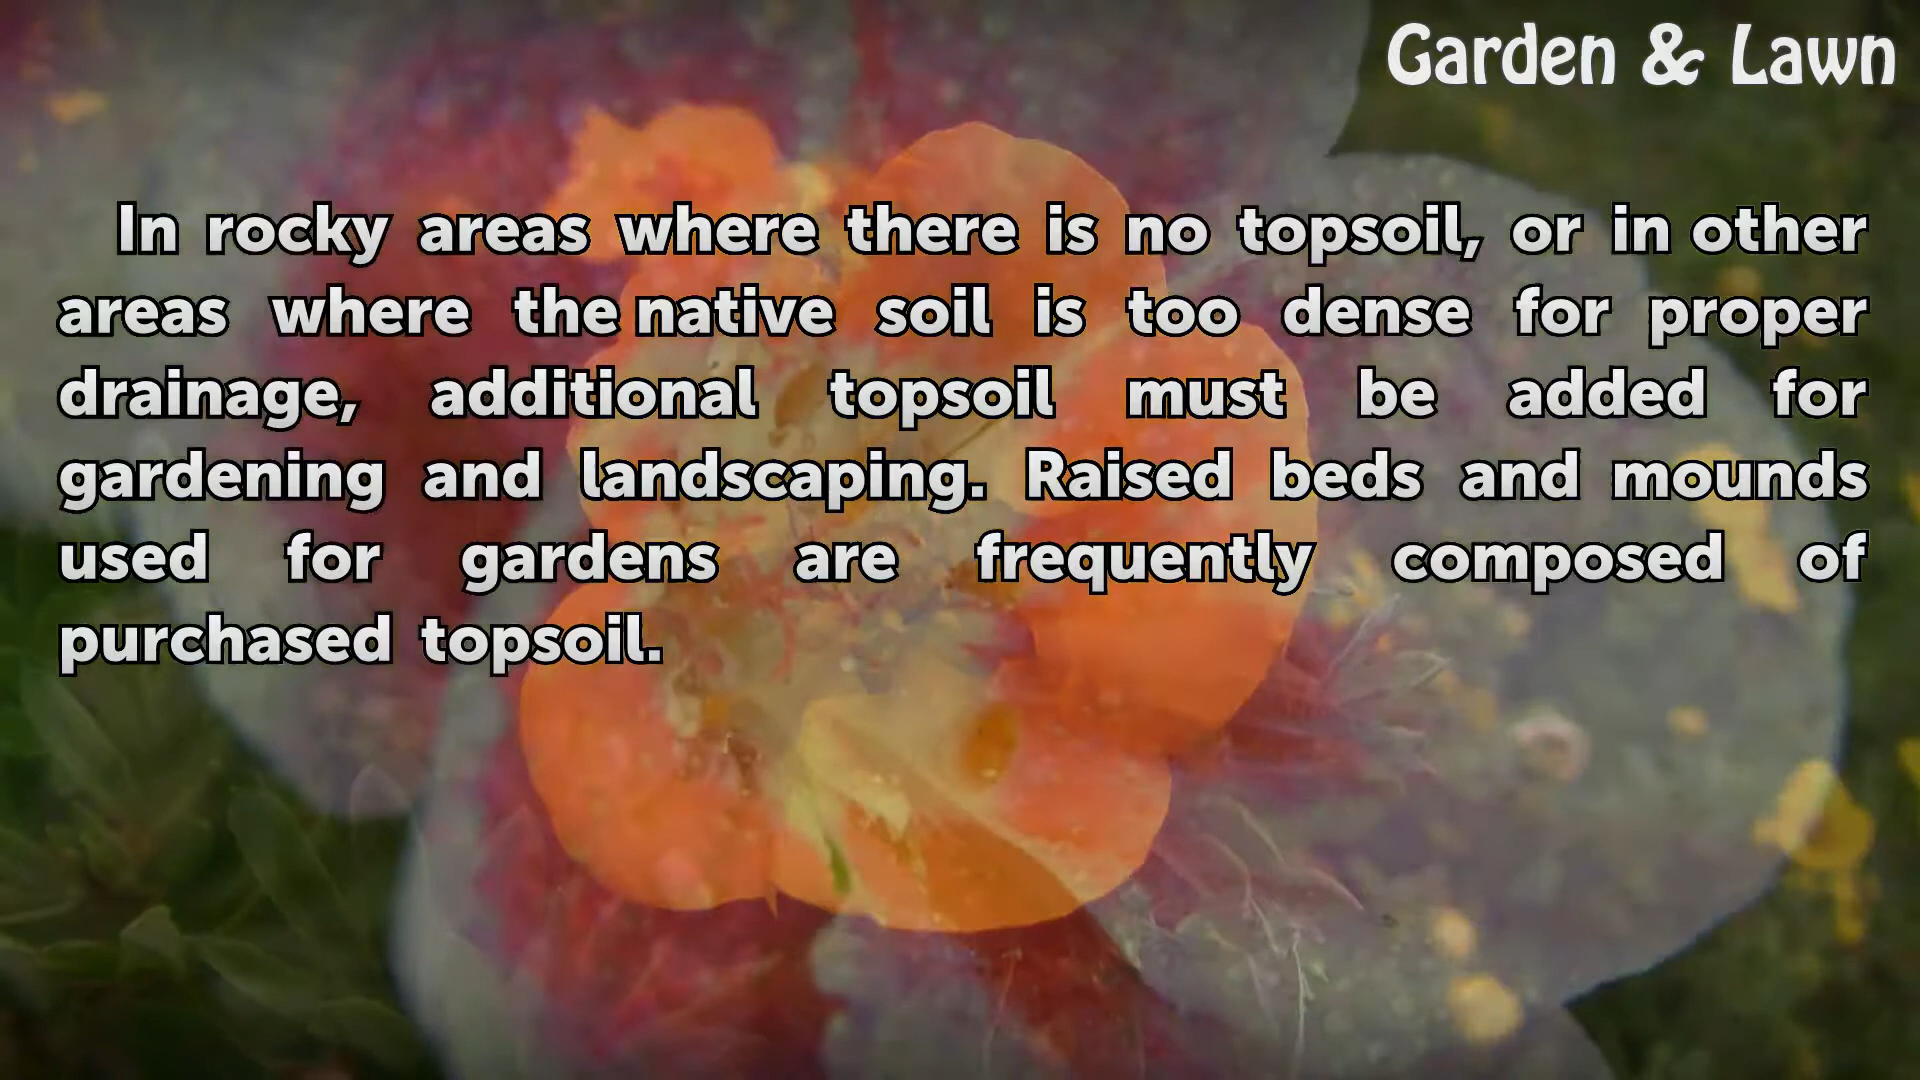 Garden & Lawn
In rocky areas where there is no topsoil, or in other
areas where the native soil is too dense for proper
drainage, additional topsoil must be added for
gardening and landscaping. Raised beds and mounds
used for gardens are frequently composed of
purchased topsoil.